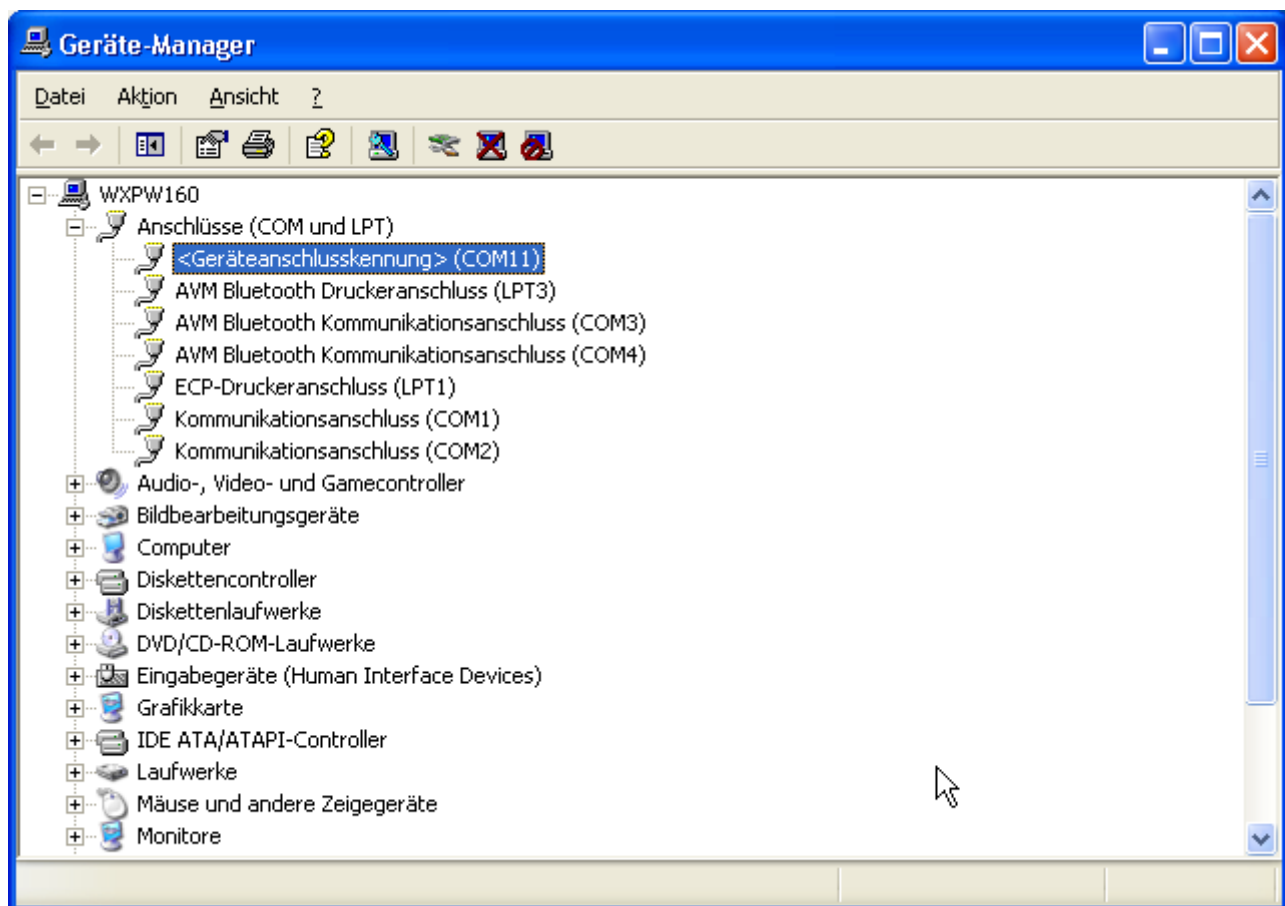 Geräte-Manager
Datei Aktion Ansicht ?
WXPW160
Anschlüsse (COM und LPT)
<Geräteanschlusskennung> (COM11)
AVM Bluetooth Druckeranschluss (LPT3)
AVM Bluetooth Kommunikationsanschluss (COM3)
AVM Bluetooth Kommunikationsanschluss (COM4)
ECP-Druckeranschluss (LPT1)
Kommunikationsanschluss (COM1)
Kommunikationsanschluss (COM2)
Audio-, Video- und Gamecontroller
Bildbearbeitungsgeräte
Computer
Diskettencontroller
Diskettenlaufwerke
DVD/CD-ROM-Laufwerke
Eingabegeräte (Human Interface Devices)
Grafikkarte
IDE ATA/ATAPI-Controller
Laufwerke
Mäuse und andere Zeigegeräte
Monitore